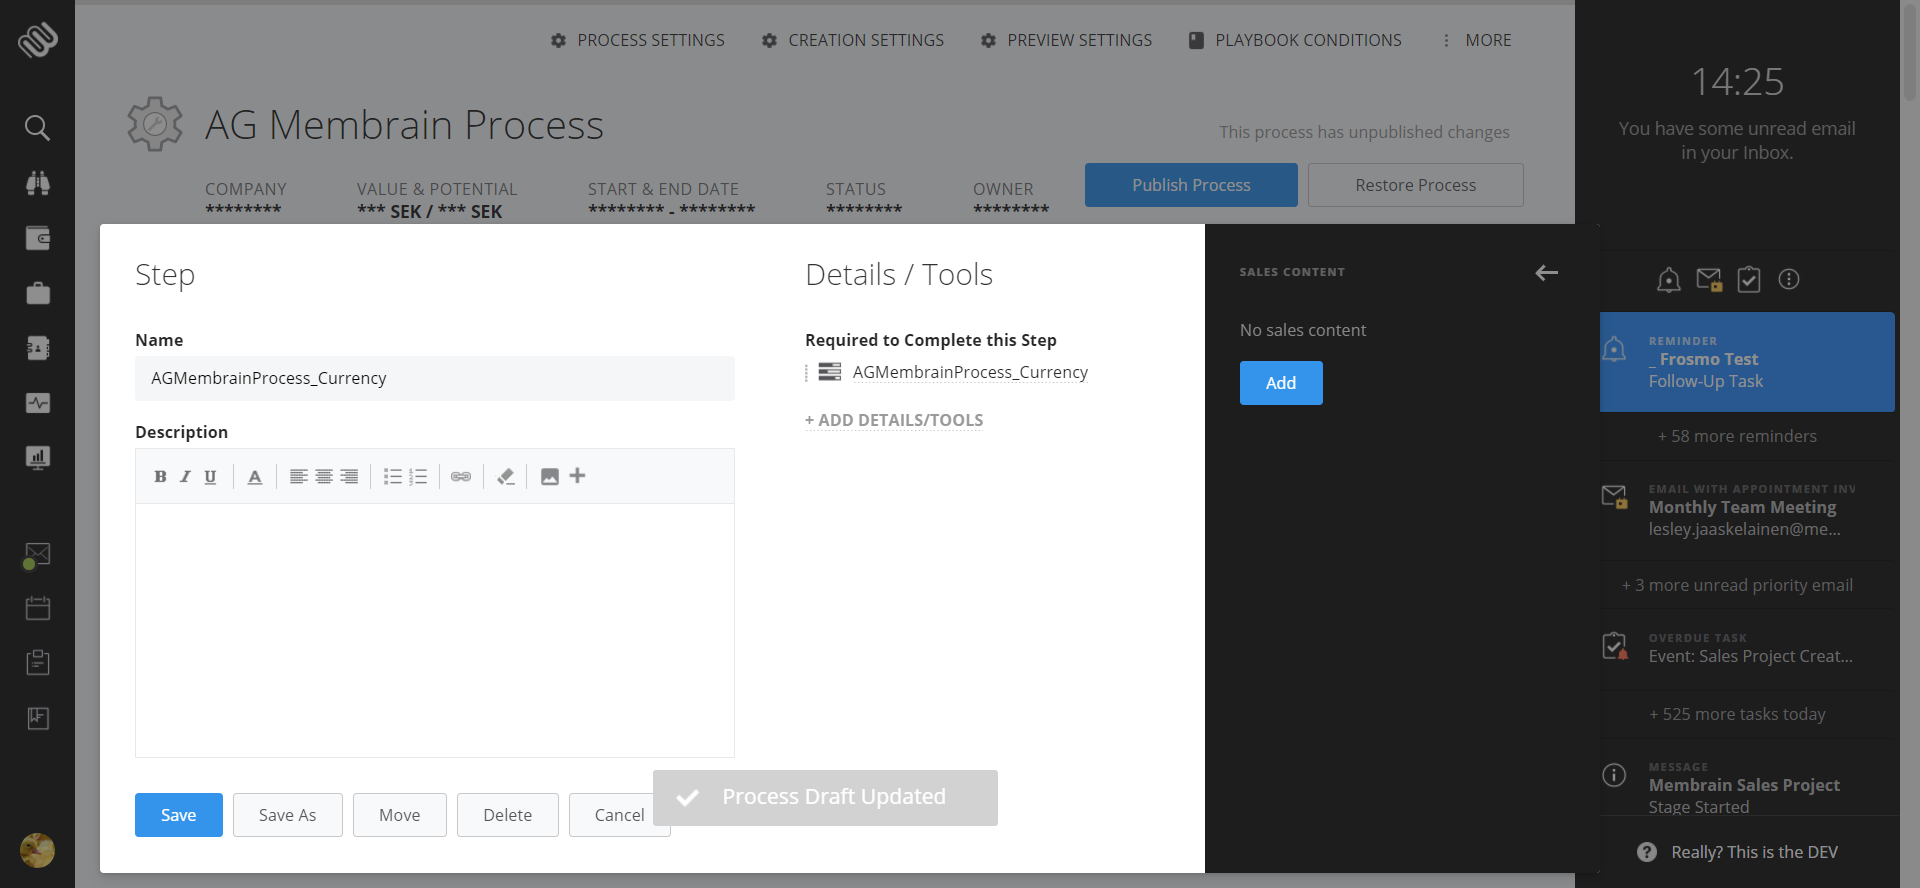 PROCESS SETTINGS
CREATION SETTINGS
PREVIEW SETTINGS
PLAYBOOK CONDITIONS
MORE
AG Membrain Process
This process has unpublished changes
COMPANY
********
VALUE & POTENTIAL
*** SEK / *** SEK
START & END DATE
******** - ********
STATUS
********
OWNER
********
Publish Process
Restore Process
Step
Name
AGMembrainProcess_Currency
Description
B I U A
Save
Save As
Move
Delete
Cancel
Process Draft Updated
Details / Tools
Required to Complete this Step
AGMembrainProcess_Currency
+ ADD DETAILS/TOOLS
SALES CONTENT
No sales content
Add
14:25
You have some unread email
in your Inbox.
REMINDER
_ Frosmo Test
Follow-Up Task
+ 58 more reminders
EMAIL WITH APPOINTMENT INV
Monthly Team Meeting
lesley.jaaskelainen@me...
+ 3 more unread priority email
OVERDUE TASK
Event: Sales Project Creat...
+ 525 more tasks today
MESSAGE
Membrain Sales Project
Stage Started
Really? This is the DEV